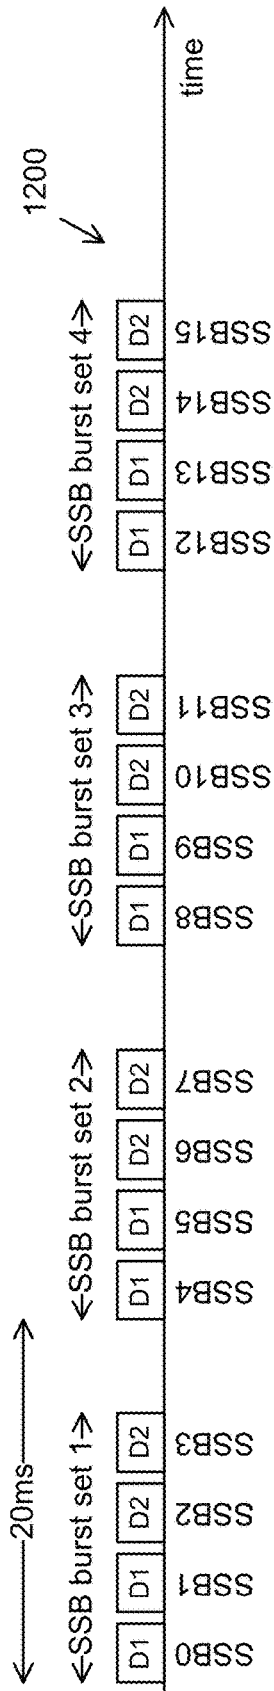 1200
20ms
SSB burst set 1 SSB burst set 2 SSB burst set 3 SSB burst set 4
D1 D1 D2 D2 D1 D1 D2 D2 D1 D1 D2 D2 D1 D1 D2 D2
time
SSB0 SSB1 SSB2 SSB3 SSB4 SSB5 SSB6 SSB7 SSB8 SSB9 SSB10 SSB11 SSB12 SSB13 SSB14 SSB15